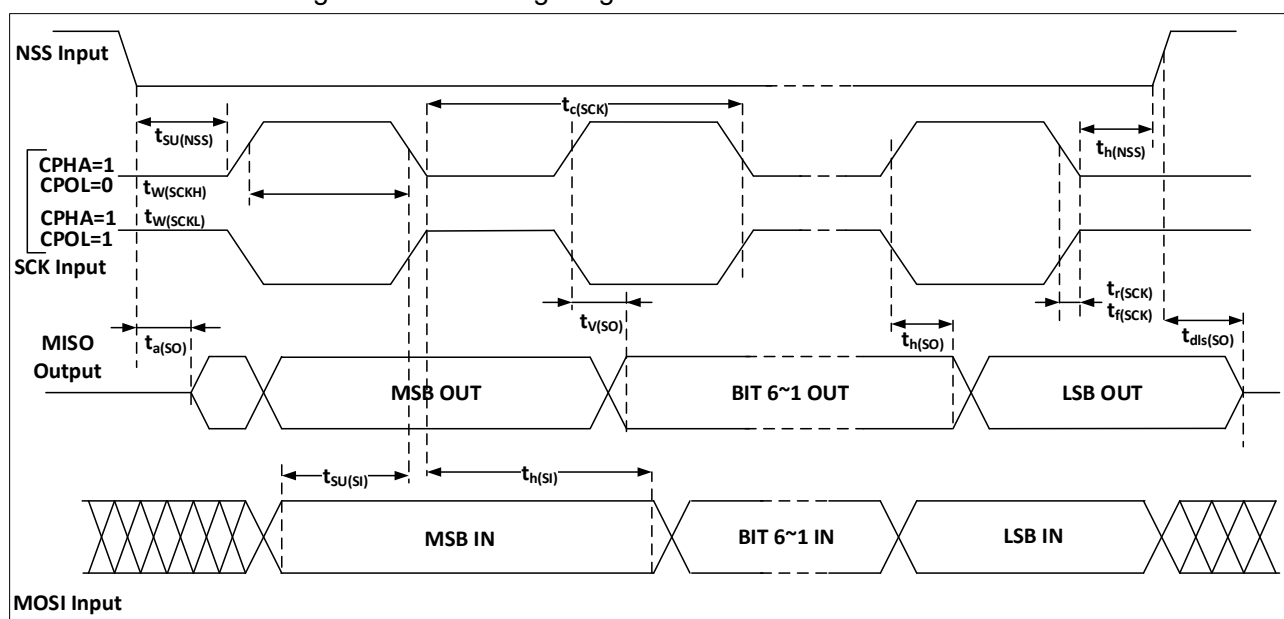 NSS Input
tc(SCK)
tSU(NSS)
th(NSS)
CPHA=1
CPOL=0
tW(SCKH)
CPHA=1
CPOL=1
tW(SCKL)
SCK Input
tr(SCK)
tf(SCK)
ta(SO)
tV(SO)
th(SO)
tdis(SO)
MISO
Output
MSB OUT
BIT 6~1 OUT
LSB OUT
tSU(SI)
th(SI)
MSB IN
BIT 6~1 IN
LSB IN
MOSI Input